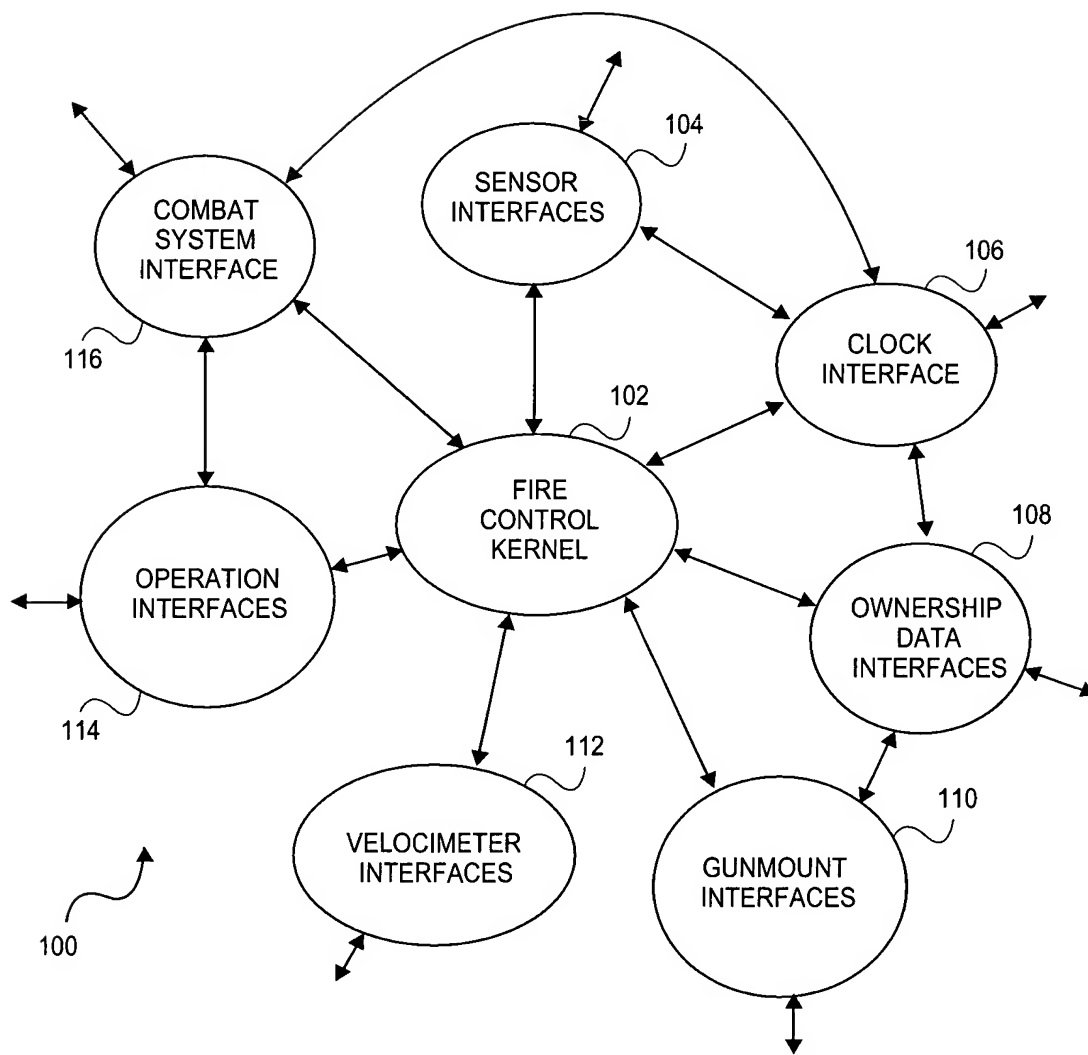 104
SENSOR
INTERFACES
COMBAT
SYSTEM
INTERFACE
116
106
CLOCK
INTERFACE
102
FIRE
CONTROL
KERNEL
108
OWNERSHIP
DATA
INTERFACES
OPERATION
INTERFACES
114
112
VELOCIMETER
INTERFACES
110
GUNMOUNT
INTERFACES
100